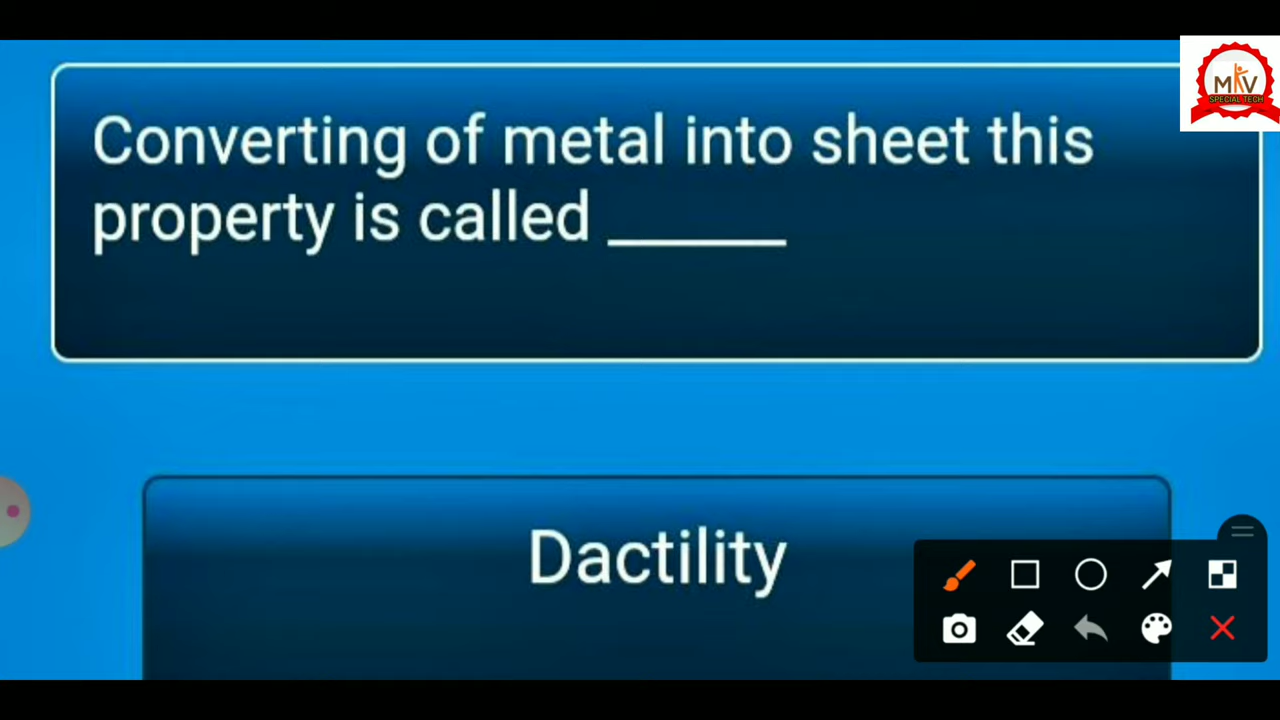 Converting of metal into sheet this
property is called ______
Dactility
MKV
SPECIAL TECH